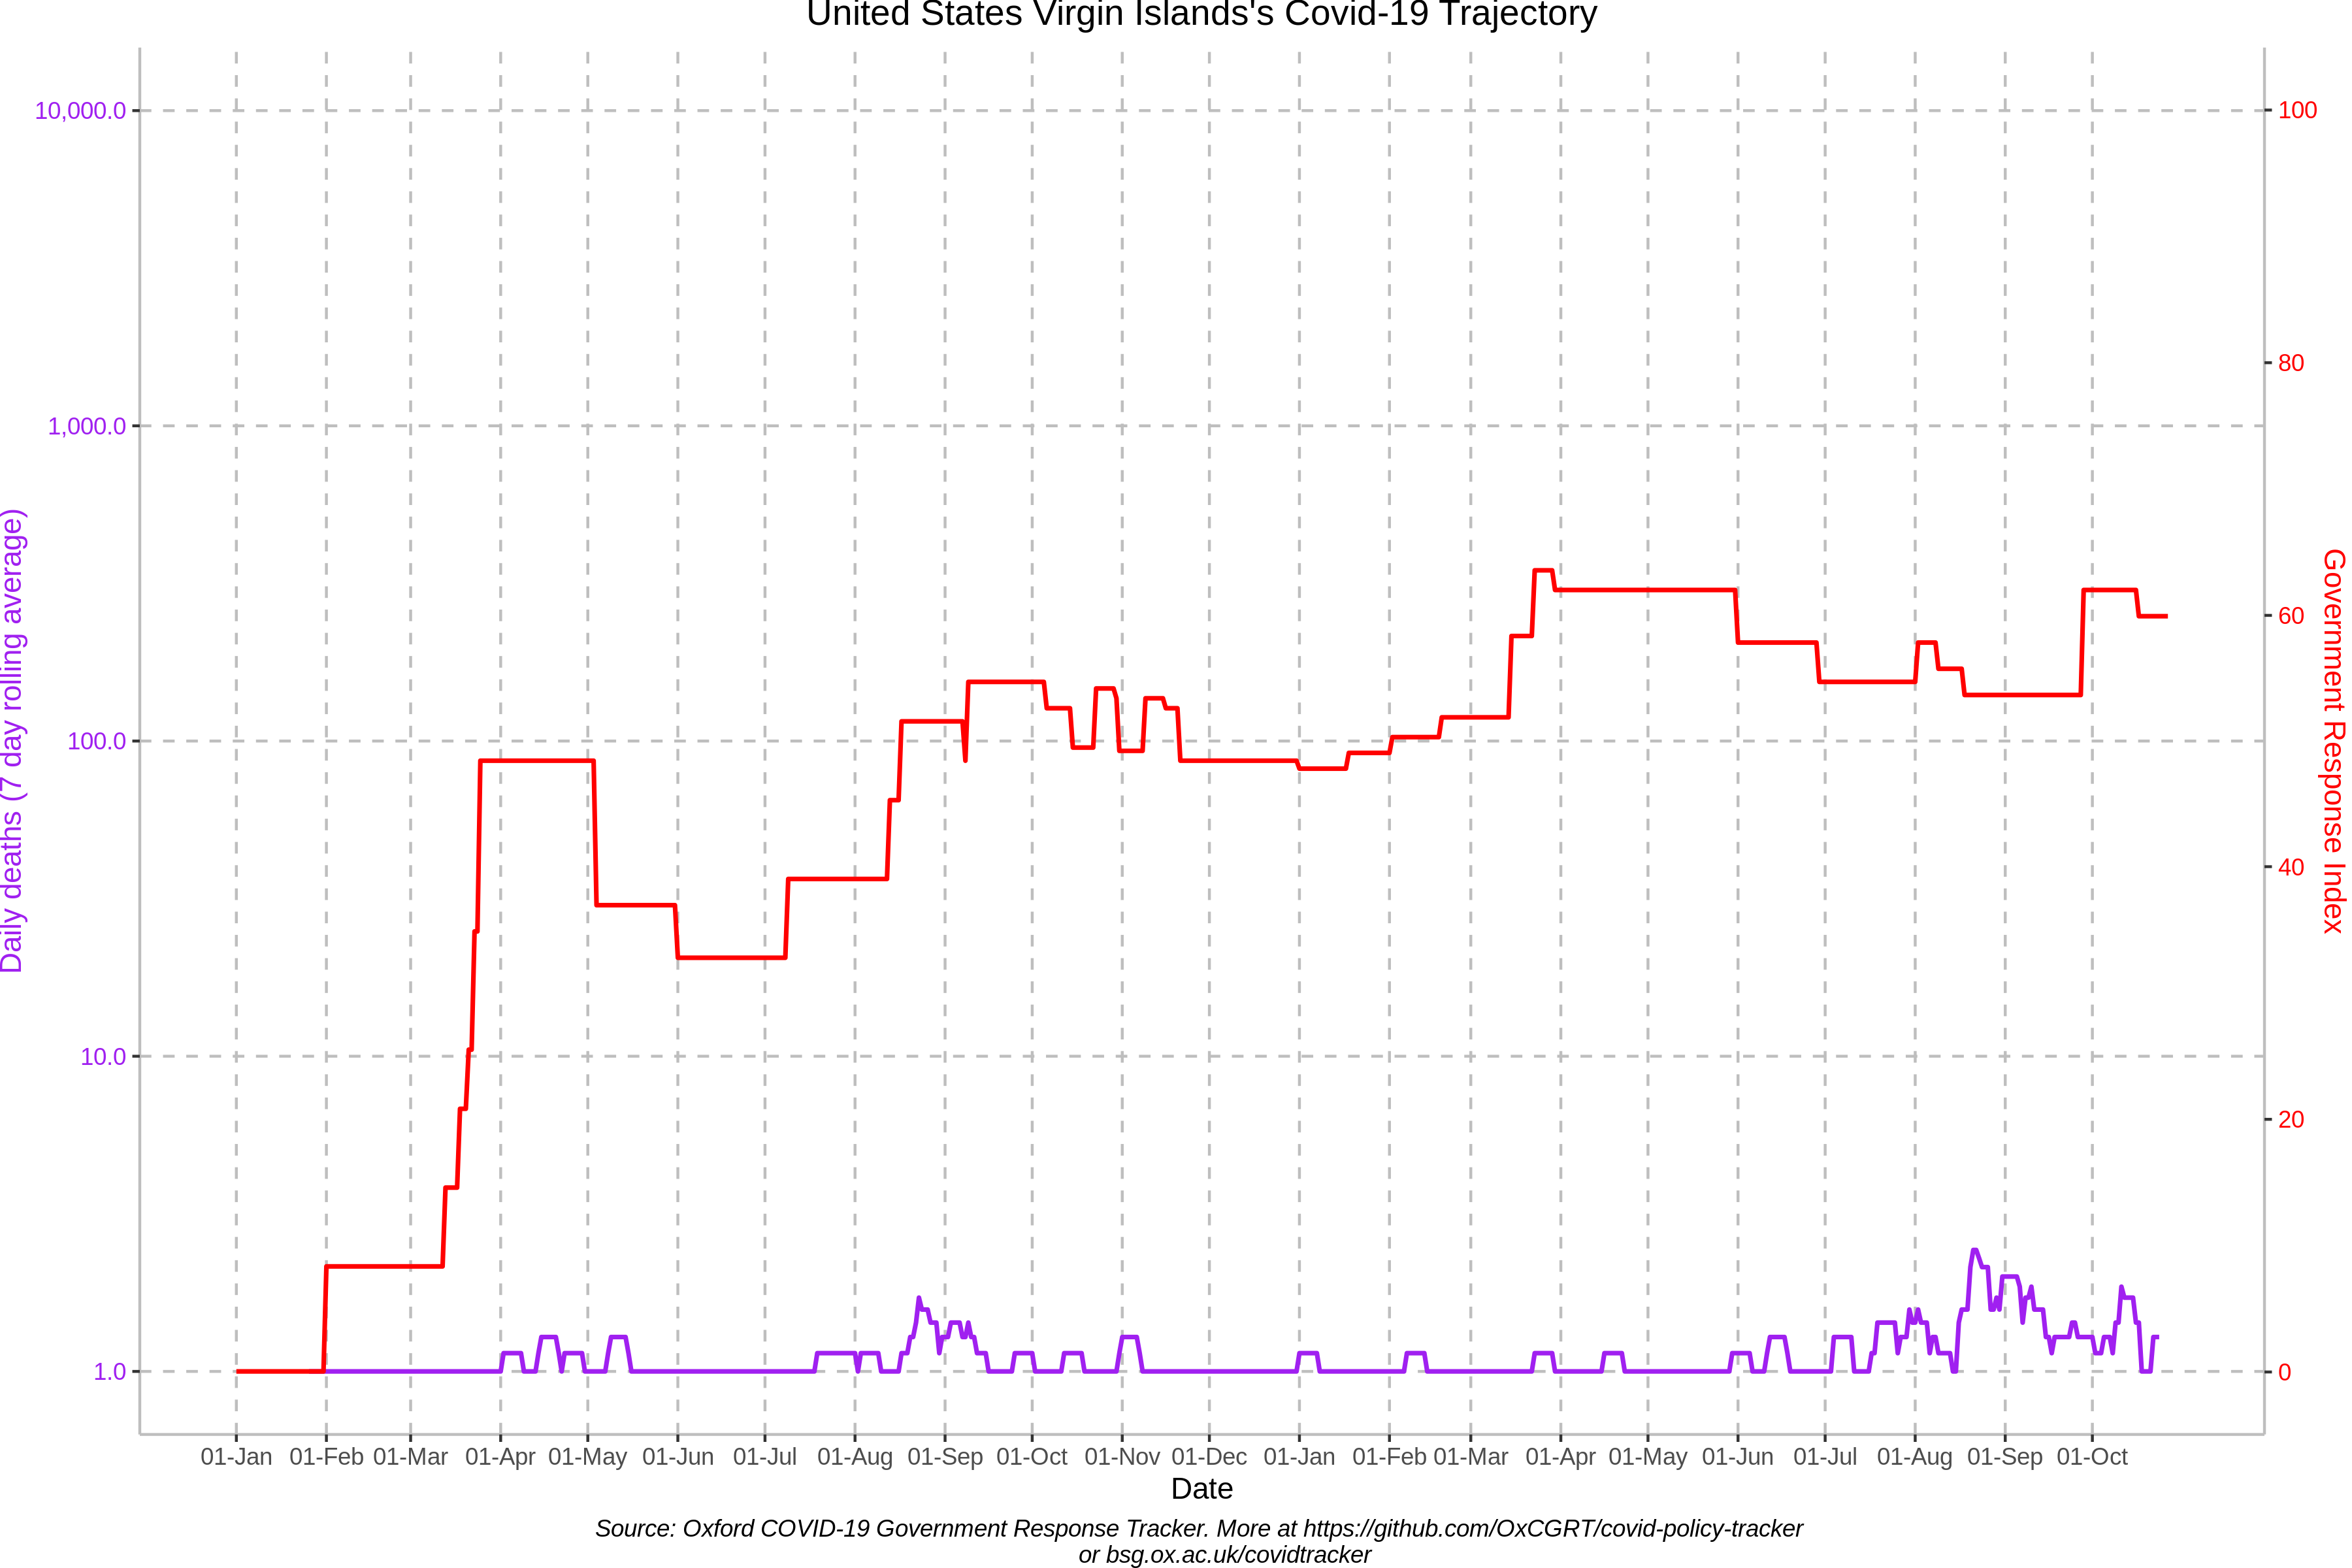 United States Virgin Islands's Covid-19 Trajectory
Daily deaths (7 day rolling average)
10,000.0
1,000.0
100.0
10.0
1.0
100
80
60
40
20
0
Government Response Index
01-Jan 01-Feb 01-Mar 01-Apr 01-May 01-Jun 01-Jul 01-Aug 01-Sep 01-Oct 01-Nov 01-Dec 01-Jan 01-Feb 01-Mar 01-Apr 01-May 01-Jun 01-Jul 01-Aug 01-Sep 01-Oct
Date
Source: Oxford COVID-19 Government Response Tracker. More at https://github.com/OxCGRT/covid-policy-tracker
or bsg.ox.ac.uk/covidtracker